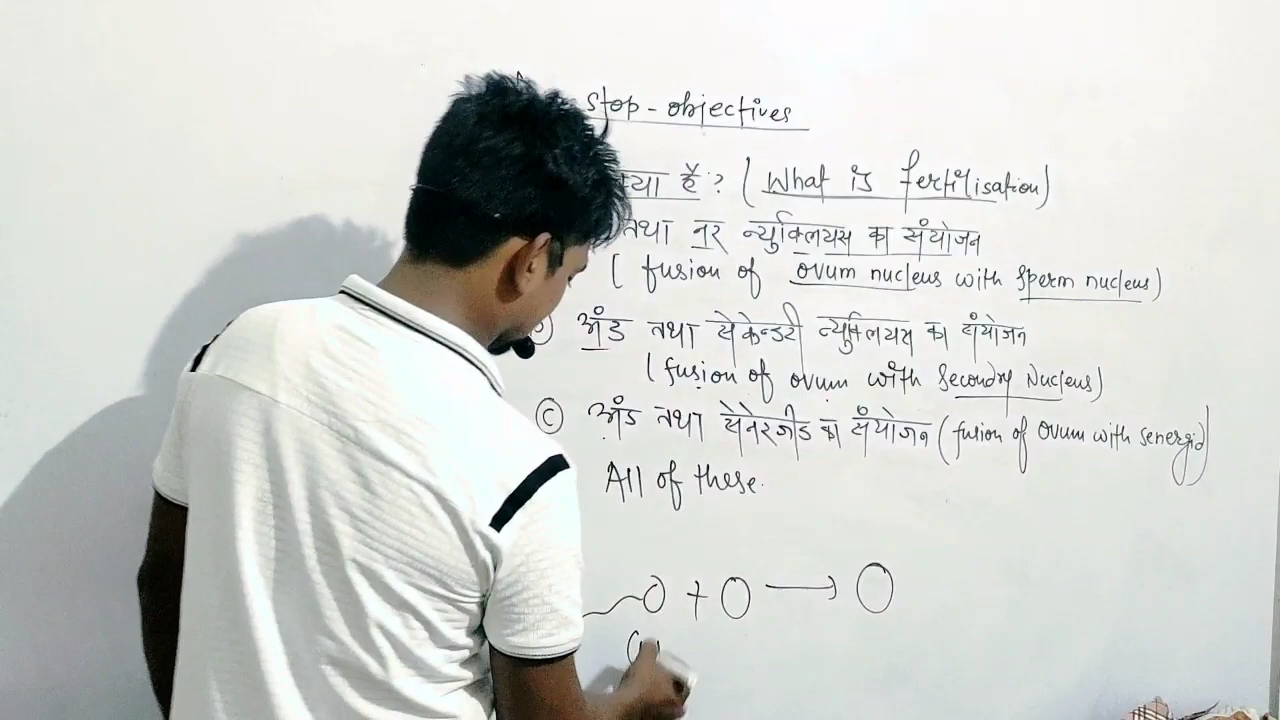 stop - objectives
क्या है ? ( What is fertilisation )
तथा नर न्युक्लियस का संयोजन
( fusion of ovum nucleus with sperm nucleus )
अंड तथा सेकेन्डरी न्युक्लियस का संयोजन
( fusion of ovum with Secondry Nucleus )
(C) अंड तथा सेनेरजीड का संयोजन ( fusion of ovum with senergid )
All of these.
+ →